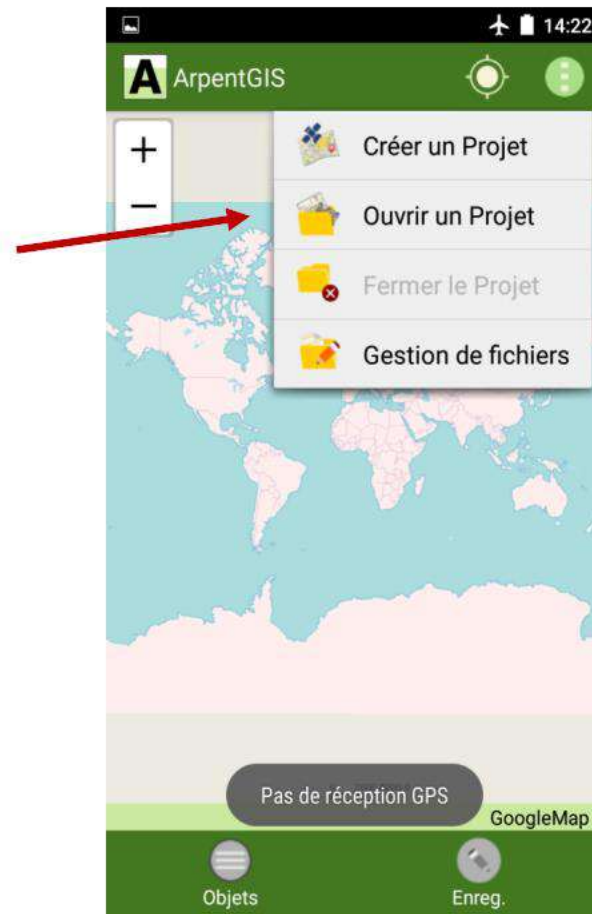 14:22
A ArpentGIS
+
Créer un Projet
−
Ouvrir un Projet
Fermer le Projet
Gestion de fichiers
Pas de réception GPS
GoogleMap
Objets
Enreg.